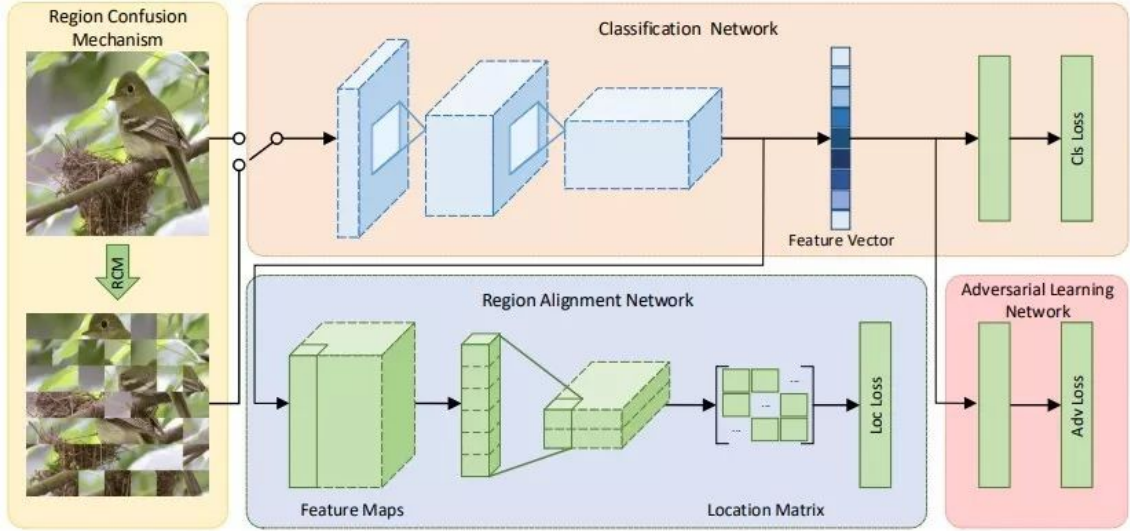 Region Confusion
Mechanism
RCM
Classification Network
Feature Vector
Cls Loss
Region Alignment Network
Feature Maps
Location Matrix
Loc Loss
Adversarial Learning
Network
Adv Loss